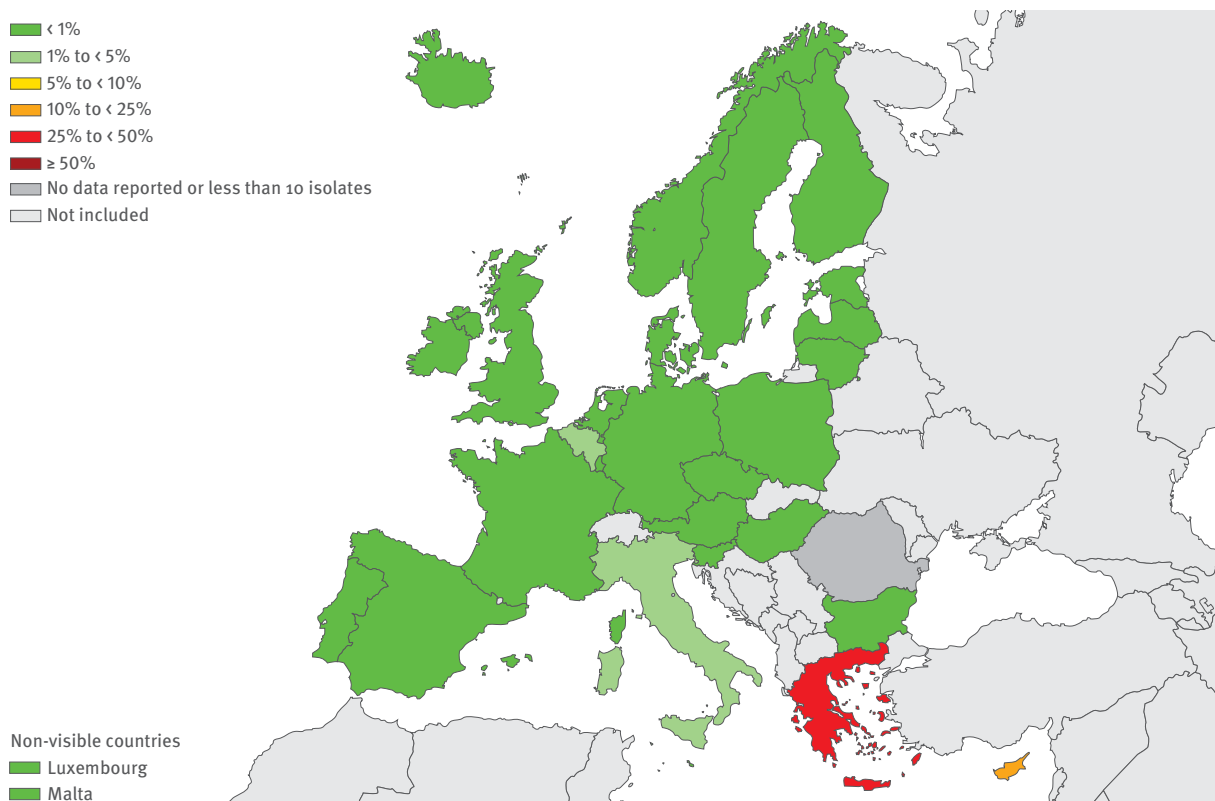 < 1%
1% to < 5%
5% to < 10%
10% to < 25%
25% to < 50%
≥ 50%
No data reported or less than 10 isolates
Not included
Non-visible countries
Luxembourg
Malta